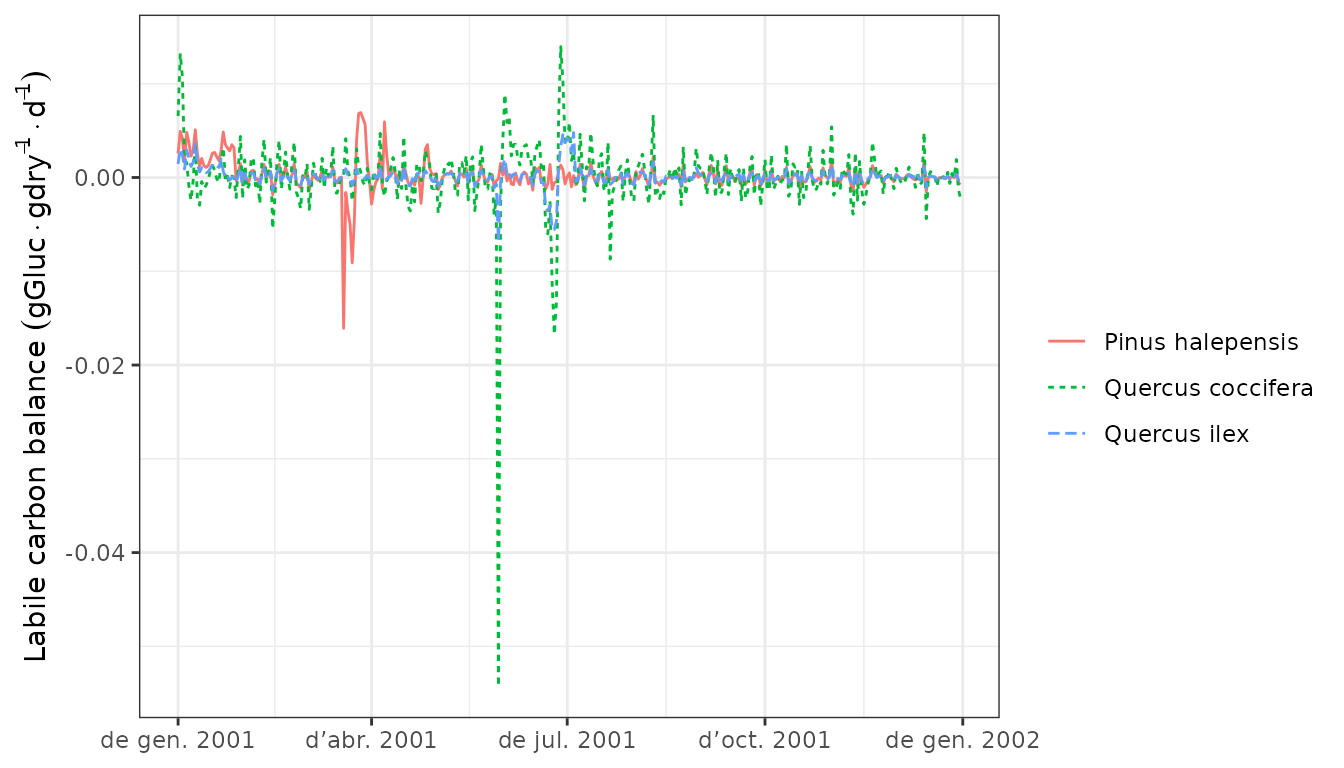 Labile carbon balance (gGluc · gdry⁻¹ · d⁻¹)
0.00
-0.02
-0.04
de gen. 2001
d’abr. 2001
de jul. 2001
d’oct. 2001
de gen. 2002
Pinus halepensis
Quercus coccifera
Quercus ilex